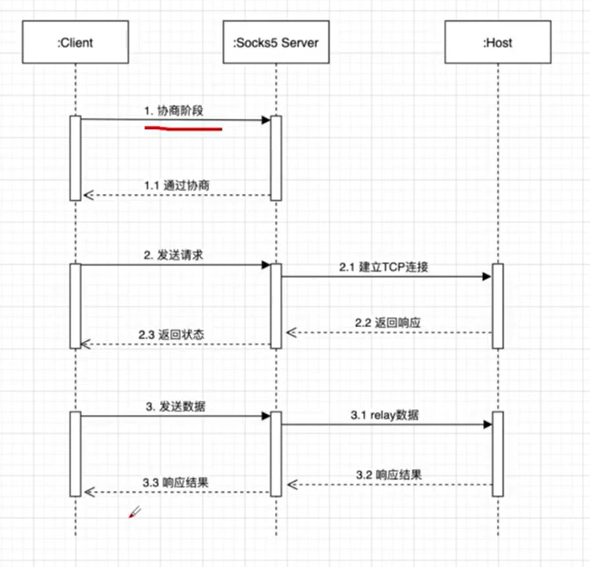 :Client
:Socks5 Server
:Host
1. 协商阶段
1.1 通过协商
2. 发送请求
2.1 建立TCP连接
2.2 返回响应
2.3 返回状态
3. 发送数据
3.1 relay数据
3.2 响应结果
3.3 响应结果